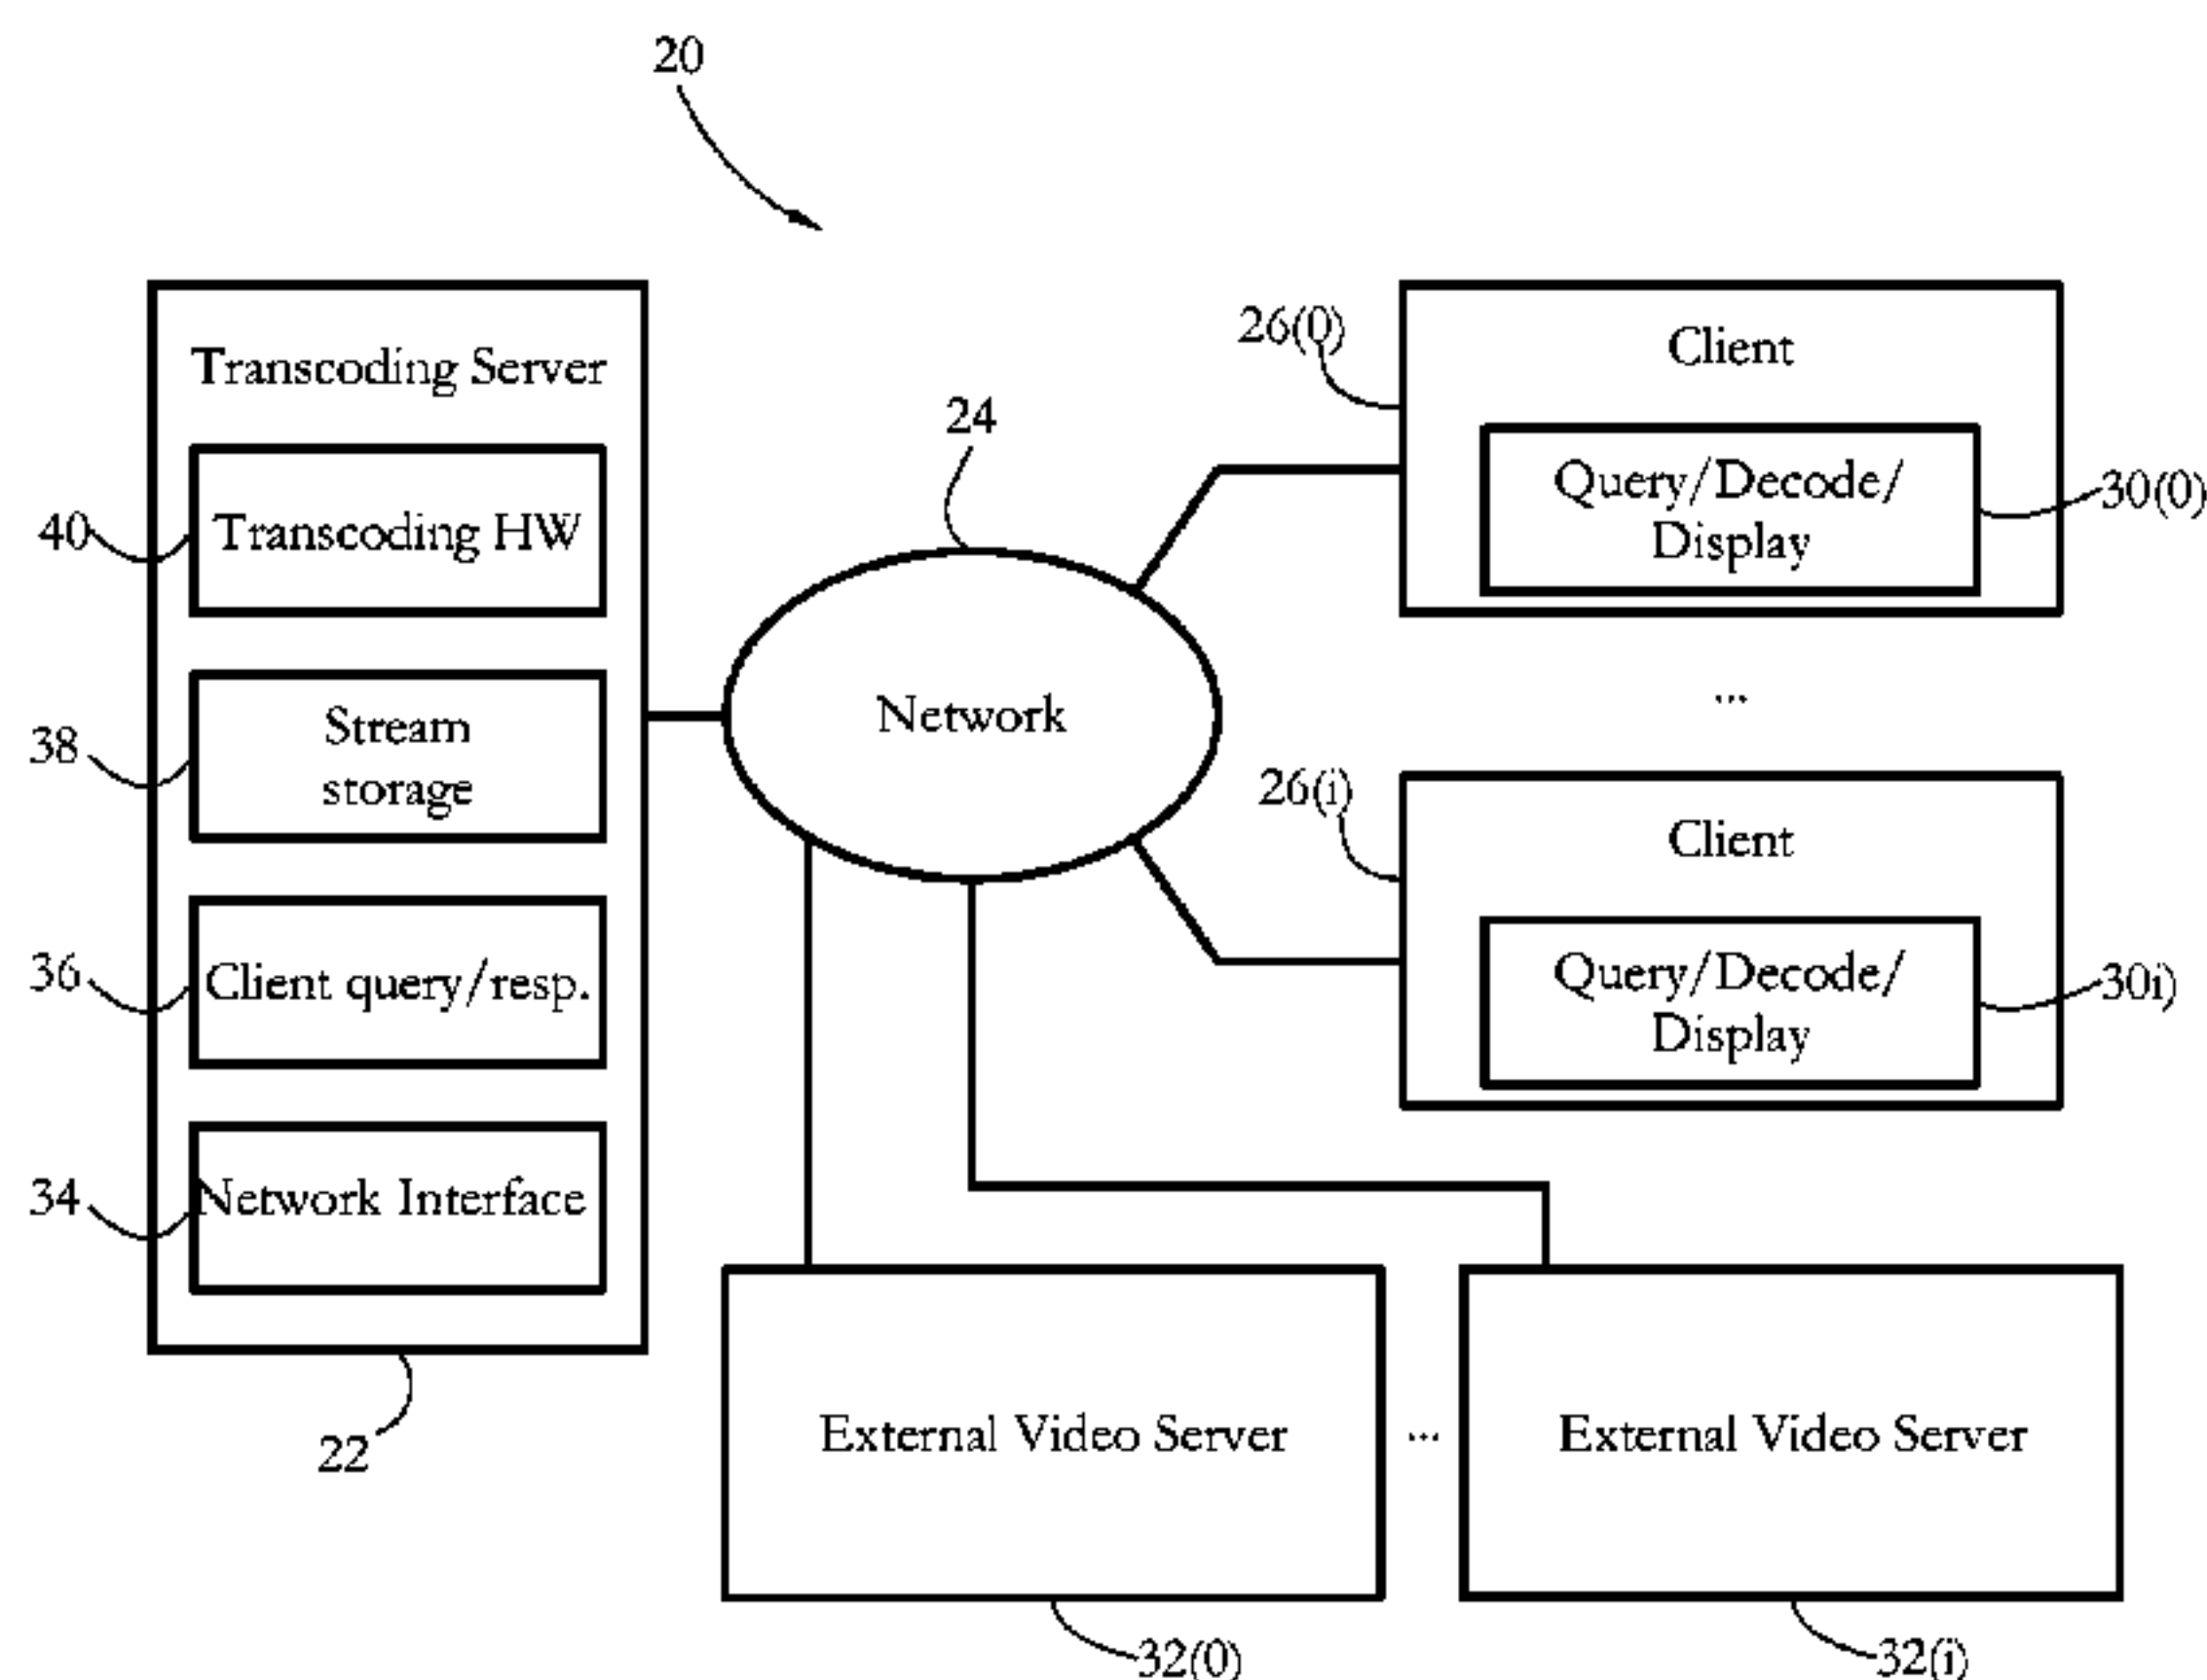 20
Transcoding Server
40
Transcoding HW
38
Stream
storage
36
Client query/resp.
34
Network Interface
22
24
Network
26(0)
Client
Query/Decode/
Display
30(0)
...
26(i)
Client
Query/Decode/
Display
30i)
External Video Server
...
External Video Server
32(0)
32(i)